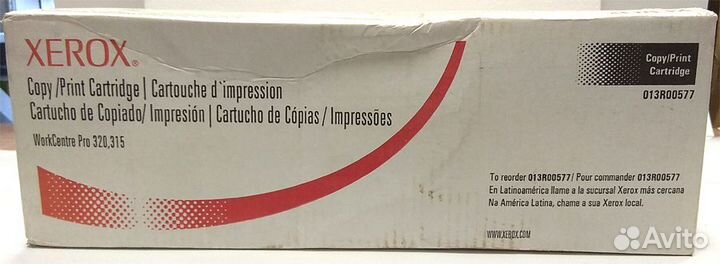 XEROX®
Copy/Print Cartridge | Cartouche d'impression
Cartucho de Copiado/ Impresión | Cartucho de Cópias / Impressões
WorkCentre Pro 320,315
Copy/Print
Cartridge
013R00577
To reorder 013R00577/ Pour commander 013R00577
En Latinoamérica llame a la sucursal Xerox más cercana
Na América Latina, chame a sua Xerox local.
WWW.XEROX.COM
Avito